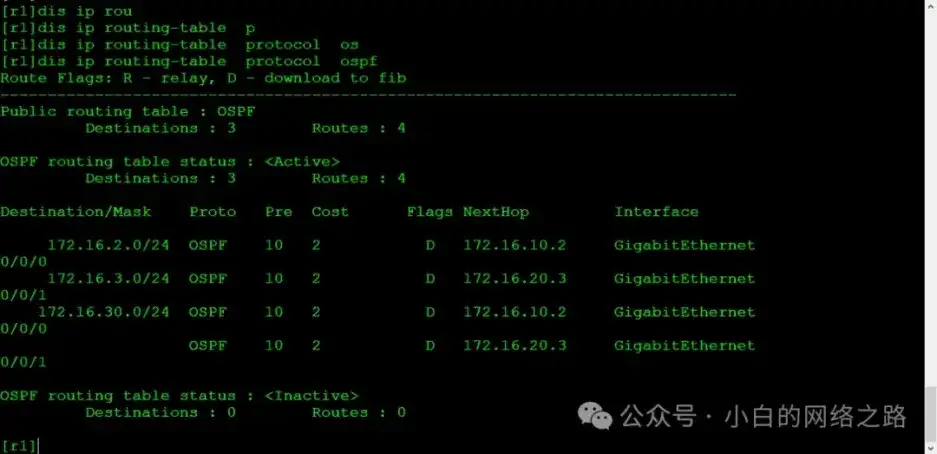 [r1]dis ip rou
[r1]dis ip routing-table  p
[r1]dis ip routing-table  protocol  os
[r1]dis ip routing-table  protocol  ospf
Route Flags: R - relay, D - download to fib
------------------------------------------------------------------------------
Public routing table : OSPF
         Destinations : 3        Routes : 4

OSPF routing table status : <Active>
         Destinations : 3        Routes : 4

Destination/Mask    Proto   Pre  Cost      Flags NextHop         Interface

     172.16.2.0/24  OSPF    10   2           D   172.16.10.2     GigabitEthernet
0/0/0
     172.16.3.0/24  OSPF    10   2           D   172.16.20.3     GigabitEthernet
0/0/1
    172.16.30.0/24  OSPF    10   2           D   172.16.10.2     GigabitEthernet
0/0/0
                    OSPF    10   2           D   172.16.20.3     GigabitEthernet
0/0/1

OSPF routing table status : <Inactive>
         Destinations : 0        Routes : 0
公众号 · 小白的网络之路
[r1]